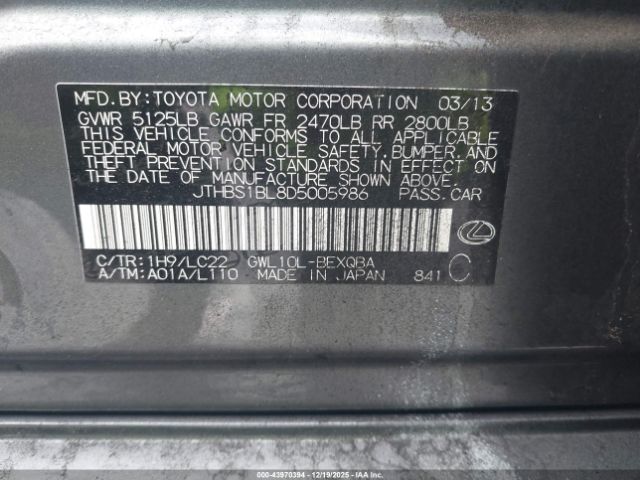 MFD.BY:TOYOTA MOTOR CORPORATION 03/13
GVWR 5125LB GAWR FR 2470LB RR 2800LB
THIS VEHICLE CONFORMS TO ALL APPLICABLE
FEDERAL MOTOR VEHICLE SAFETY,BUMPER, AND
THEFT PREVENTION STANDARDS IN EFFECT ON
THE DATE OF MANUFACTURE SHOWN ABOVE.
JTHBS1BL8D5005986 PASS.CAR
C/TR:1H9/LC22 GWL10L-BEXQBA
A/TM:A01A/L110 MADE IN JAPAN 841 C
000-43970394 - 12/19/2025 - IAAI.COM